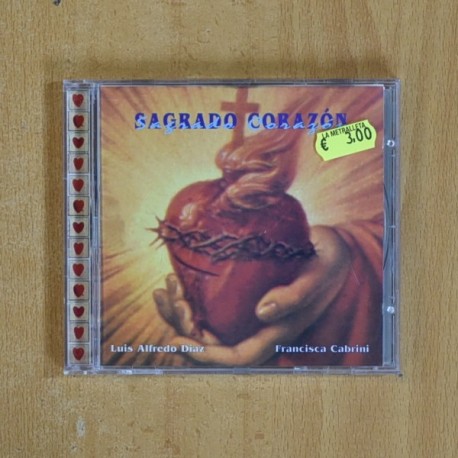 SAGRADO CORAZÓN
LA METRALLETA
€ 3,00
Luis Alfredo Díaz
Francisca Cabrini